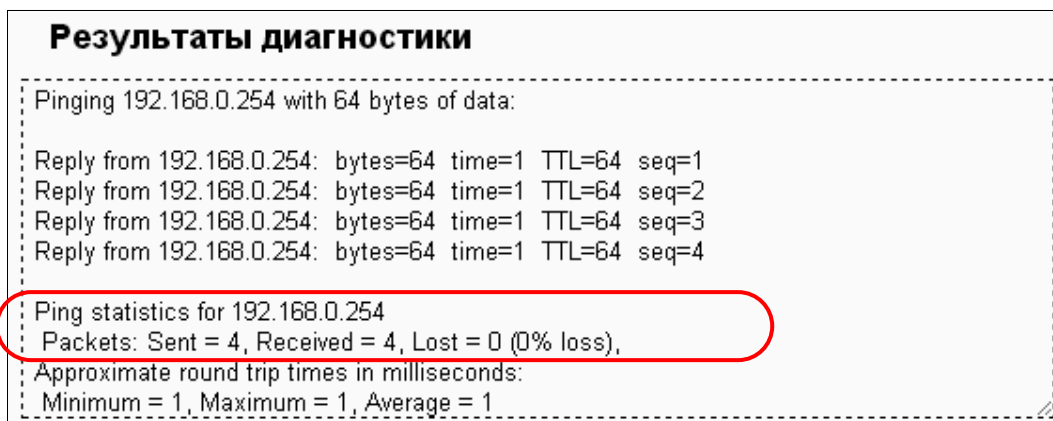 Результаты диагностики
Pinging 192.168.0.254 with 64 bytes of data:
Reply from 192.168.0.254: bytes=64 time=1 TTL=64 seq=1
Reply from 192.168.0.254: bytes=64 time=1 TTL=64 seq=2
Reply from 192.168.0.254: bytes=64 time=1 TTL=64 seq=3
Reply from 192.168.0.254: bytes=64 time=1 TTL=64 seq=4
Ping statistics for 192.168.0.254
Packets: Sent = 4, Received = 4, Lost = 0 (0% loss),
Approximate round trip times in milliseconds:
Minimum = 1, Maximum = 1, Average = 1